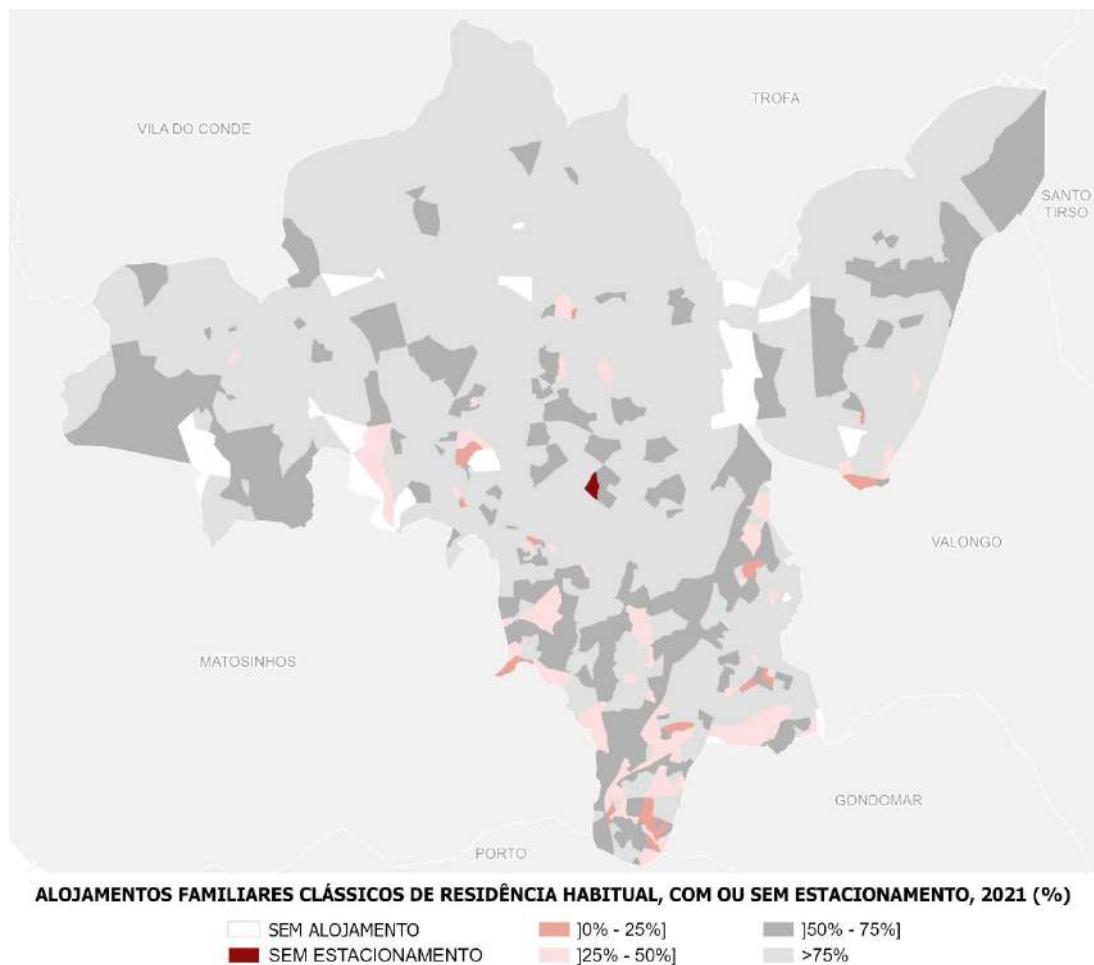 TROFA
VILA DO CONDE
SANTO
TIRSO
VALONGO
MATOSINHOS
GONDOMAR
PORTO
ALOJAMENTOS FAMILIARES CLÁSSICOS DE RESIDÊNCIA HABITUAL, COM OU SEM ESTACIONAMENTO, 2021 (%)
SEM ALOJAMENTO ]0% - 25%] ]50% - 75%]
SEM ESTACIONAMENTO ]25% - 50%] >75%